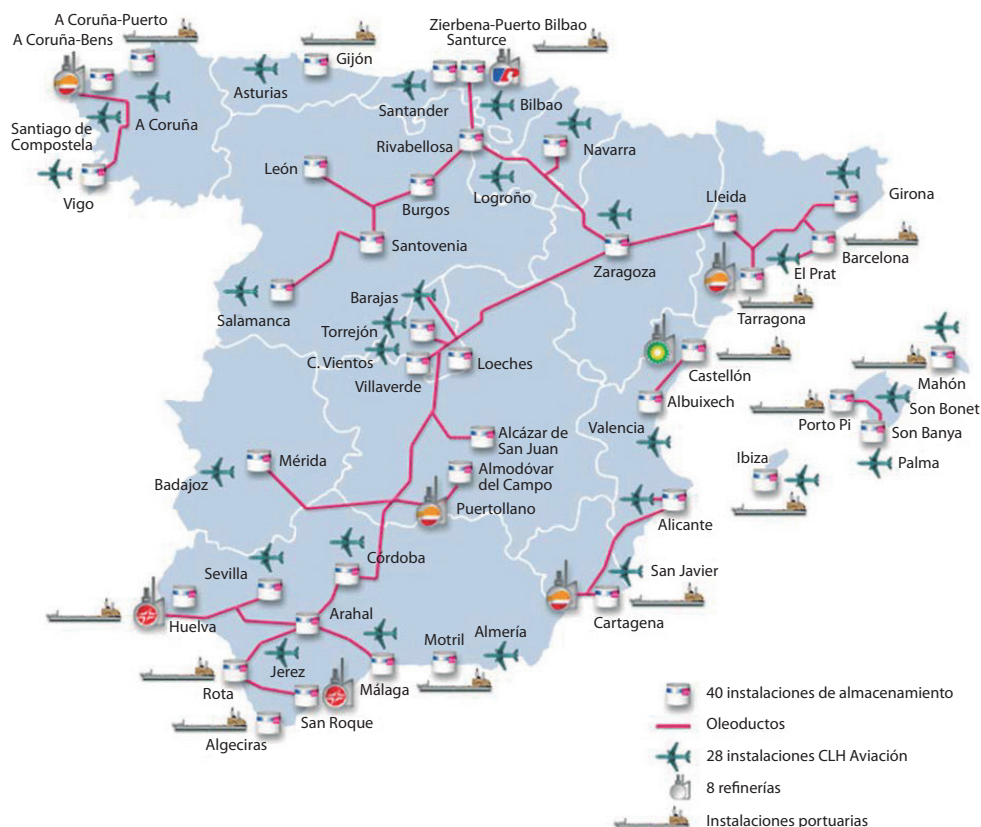 A Coruña-Puerto
A Coruña-Bens
Zierbena-Puerto Bilbao
Santurce
Gijón
Asturias
Santander
Bilbao
A Coruña
Santiago de
Compostela
Vigo
León
Rivabellosa
Navarra
Burgos
Logroño
Lleida
Girona
Santovenia
Zaragoza
Barcelona
El Prat
Salamanca
Barajas
Tarragona
Torrejón
C. Vientos
Villaverde
Loeches
Castellón
Albuixech
Mahón
Son Bonet
Porto Pi
Son Banya
Palma
Valencia
Ibiza
Alcázar de
San Juan
Mérida
Badajoz
Almodóvar
del Campo
Puertollano
Alicante
Córdoba
Sevilla
San Javier
Cartagena
Huelva
Arahal
Motril
Almería
Jerez
Rota
Málaga
San Roque
Algeciras
40 instalaciones de almacenamiento
Oleoductos
28 instalaciones CLH Aviación
8 refinerías
Instalaciones portuarias